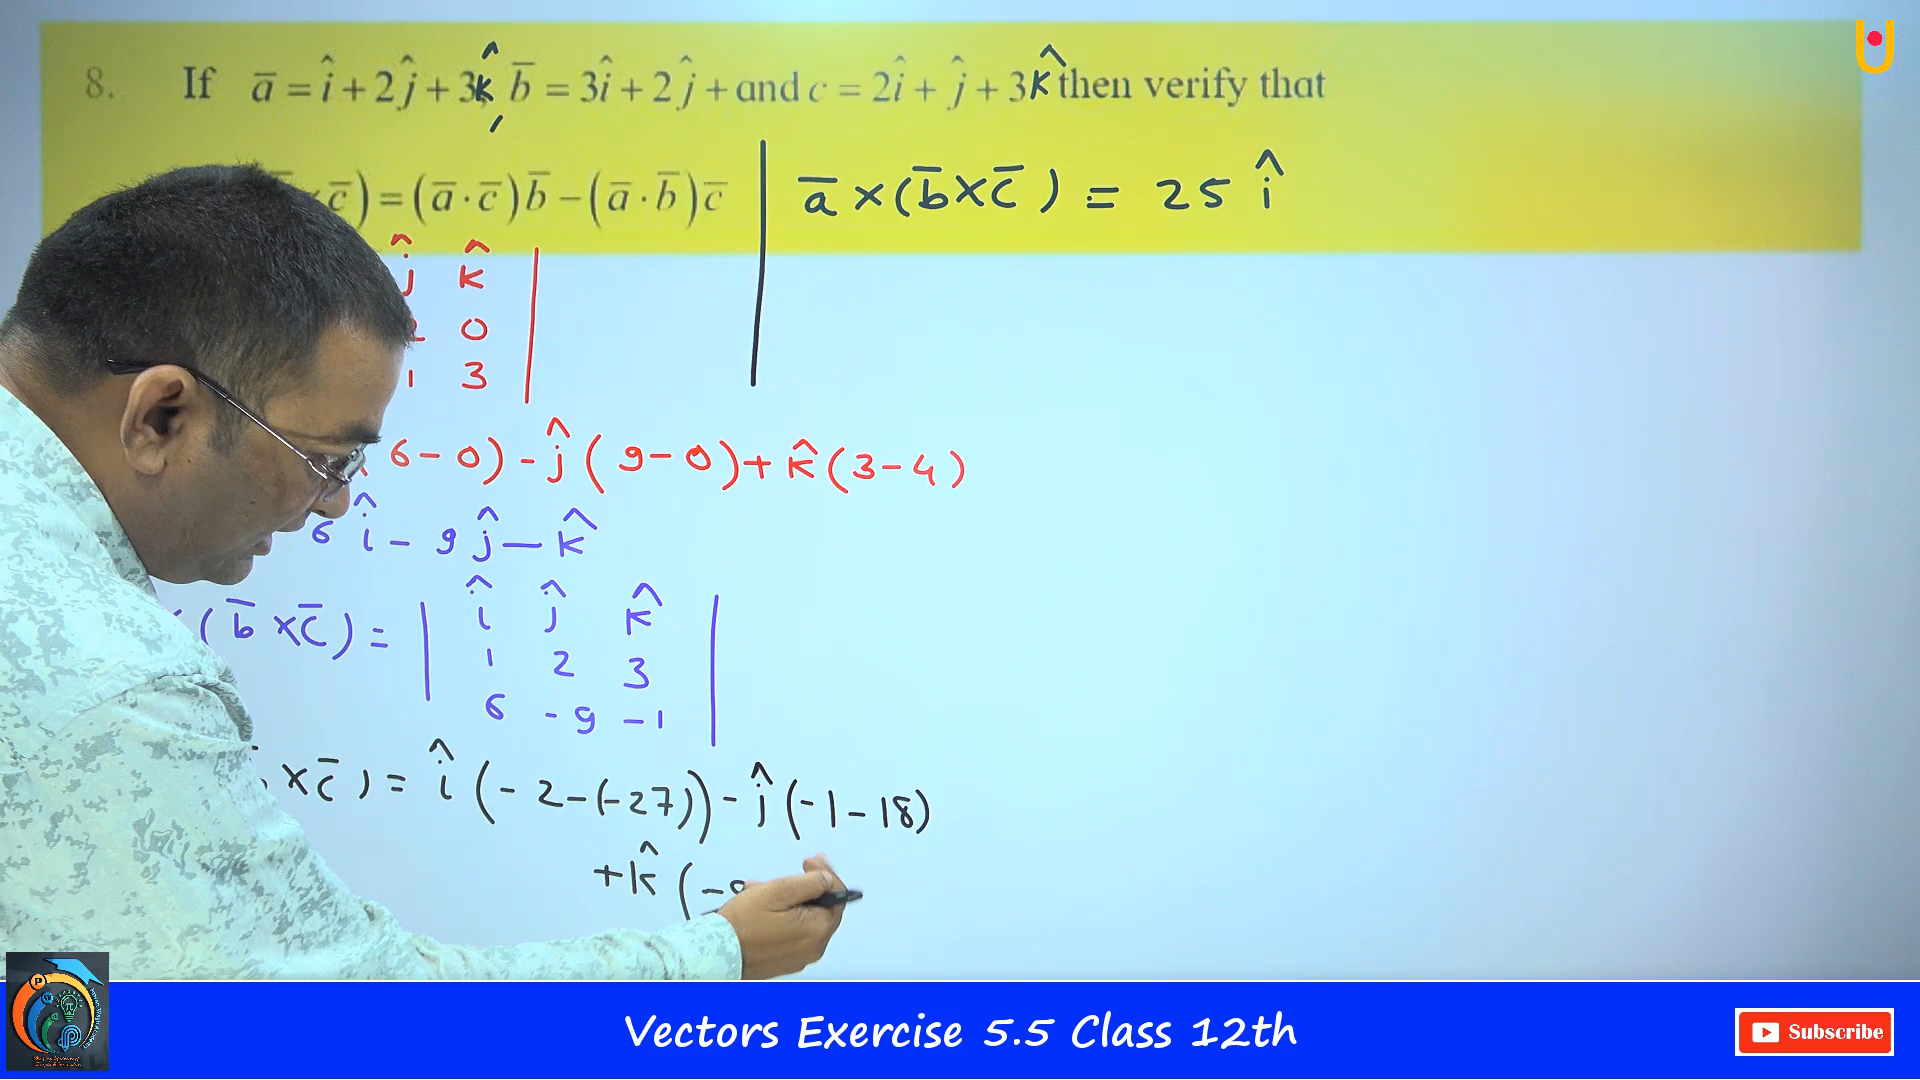 8. If a̅ = î + 2ĵ + 3k̂, b̅ = 3î + 2ĵ + and c = 2î + ĵ + 3k̂ then verify that
c̅) = (a̅ · c̅)b̅ − (a̅ · b̅)c̅
a̅ × (b̅ × c̅) = 25 î
ĵ k̂
0
1 3
6 − 0) − ĵ(9 − 0) + k̂(3 − 4)
6 î − 9 ĵ − k̂
(b̅ × c̅) = | î ĵ k̂ |
1 2 3
6 -9 -1
× c̅) = î(-2-(-27)) - ĵ(-1-18)
+ k̂(-9
Vectors Exercise 5.5 Class 12th
Subscribe